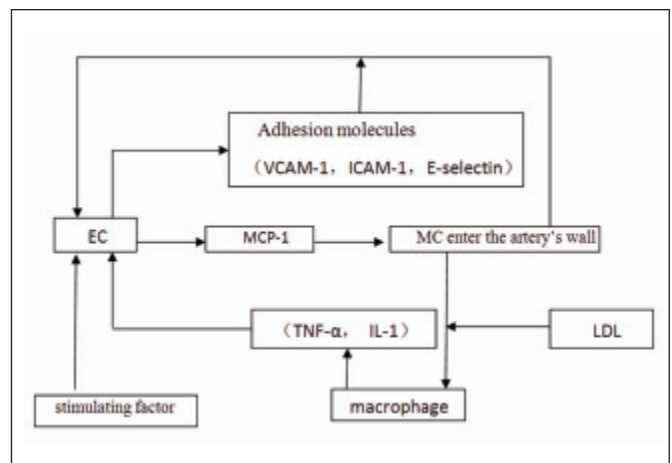 Adhesion molecules
（VCAM-1， ICAM-1， E-selectin）
EC
MCP-1
MC enter the artery's wall
（TNF-α， IL-1）
LDL
stimulating factor
macrophage